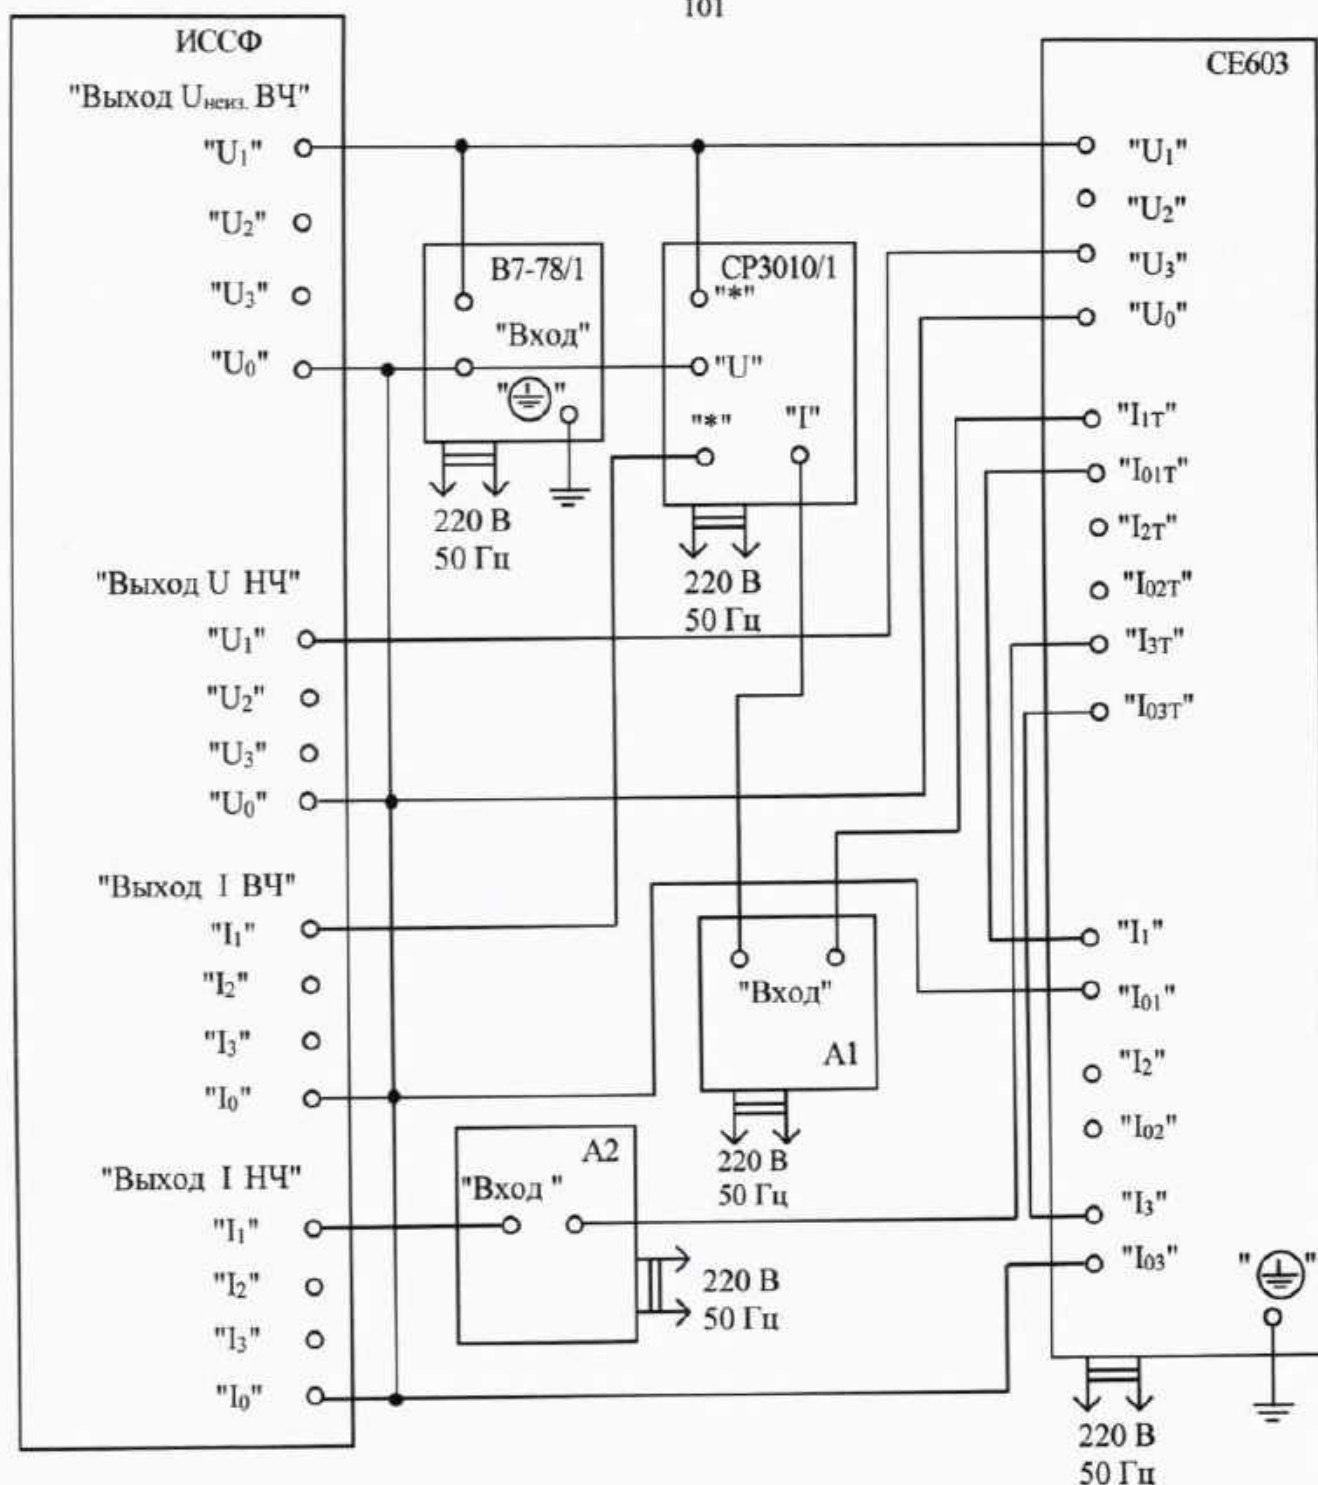 101
ИССФ
"Выход Uнеиз. ВЧ"
"U1"
"U2"
"U3"
"U0"
"Выход U НЧ"
"U1"
"U2"
"U3"
"U0"
"Выход I ВЧ"
"I1"
"I2"
"I3"
"I0"
"Выход I НЧ"
"I1"
"I2"
"I3"
"I0"
В7-78/1
"Вход"
" "
220 В
50 Гц
СР3010/1
"*"
"U"
"*" "I"
220 В
50 Гц
"Вход"
А1
220 В
50 Гц
А2
"Вход "
220 В
50 Гц
СЕ603
"U1"
"U2"
"U3"
"U0"
"I1Т"
"I01Т"
"I2Т"
"I02Т"
"I3Т"
"I03Т"
"I1"
"I01"
"I2"
"I02"
"I3"
"I03"
" "
220 В
50 Гц